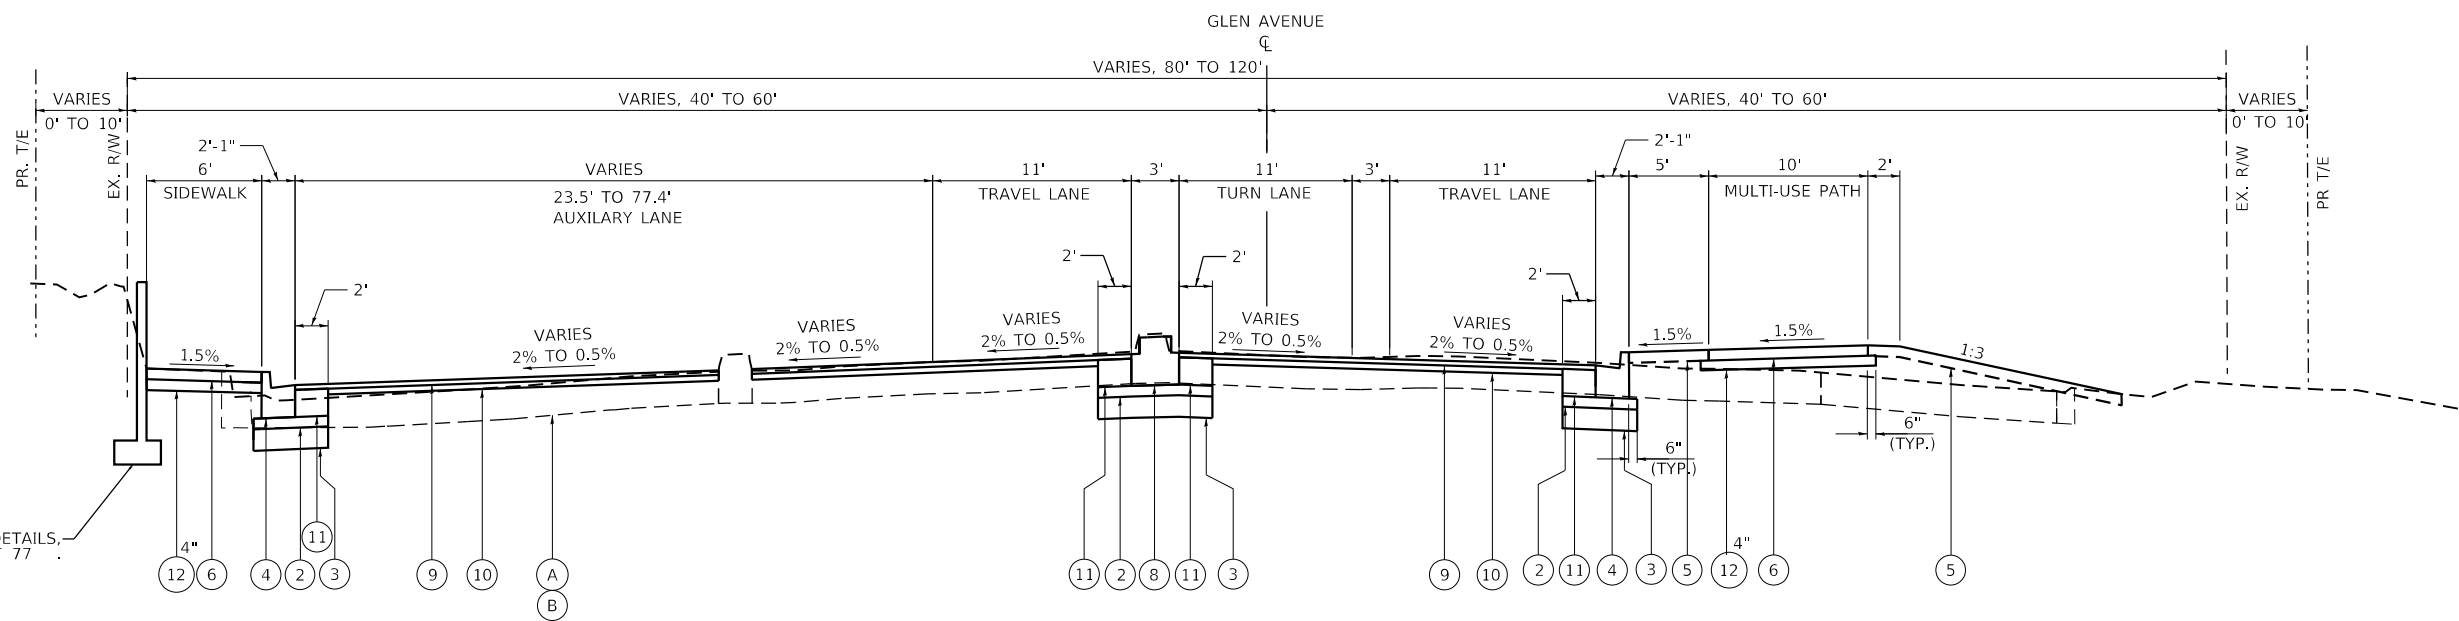 GLEN AVENUE
℄
VARIES, 80' TO 120'
VARIES
VARIES, 40' TO 60'
VARIES, 40' TO 60'
VARIES
0' TO 10'
0' TO 10'
PR. T/E
EX. R/W
EX. R/W
PR T/E
2'-1"
2'-1"
6'
VARIES
11'
3'
11'
3'
11'
5'
10'
2'
SIDEWALK
23.5' TO 77.4'
AUXILARY LANE
TRAVEL LANE
TURN LANE
TRAVEL LANE
MULTI-USE PATH
2'
2'
2'
2'
1.5%
VARIES
2% TO 0.5%
VARIES
2% TO 0.5%
VARIES
2% TO 0.5%
VARIES
2% TO 0.5%
VARIES
2% TO 0.5%
1.5%
1.5%
1:3
6"
(TYP.)
6"
(TYP.)
DETAILS,
77 .
4"
4"
11
12
6
4
2
3
9
10
A
B
11
2
8
11
3
9
10
2
11
4
3
5
12
6
5